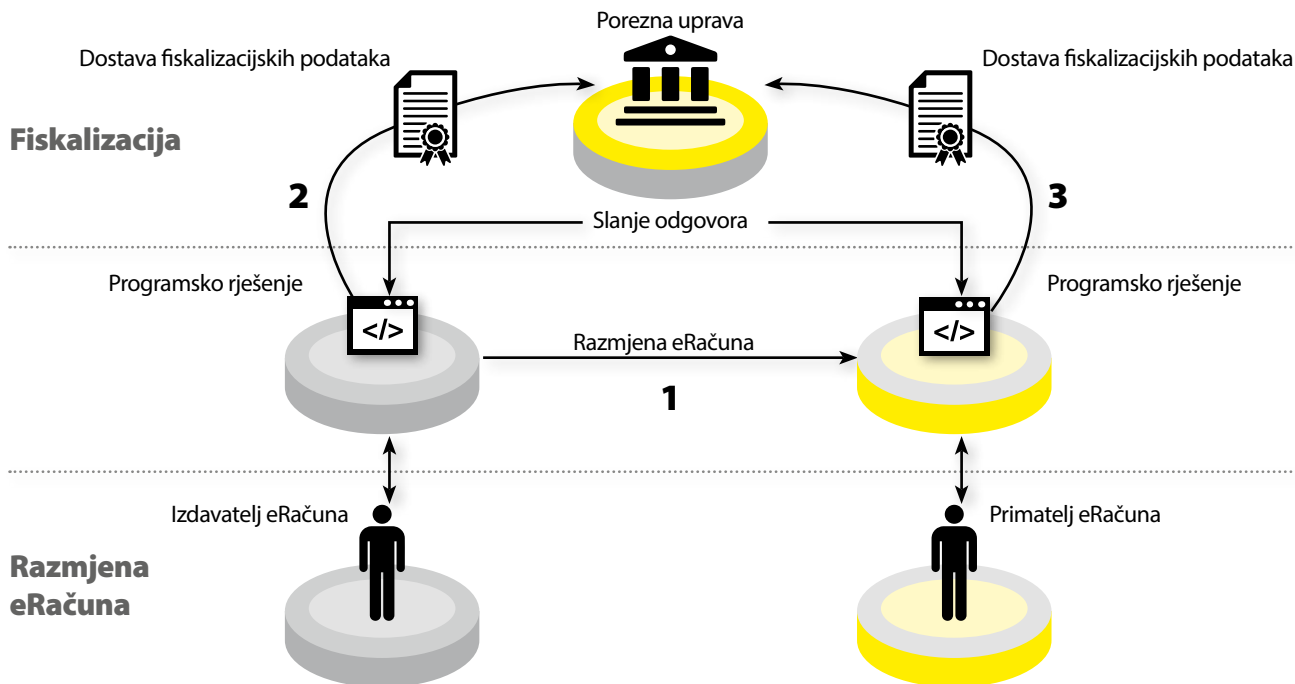 Porezna uprava
Dostava fiskalizacijskih podataka
Dostava fiskalizacijskih podataka
Fiskalizacija
2
3
Slanje odgovora
Programsko rješenje
Programsko rješenje
</>
</>
Razmjena eRačuna
1
Izdavatelj eRačuna
Primatelj eRačuna
Razmjena
eRačuna